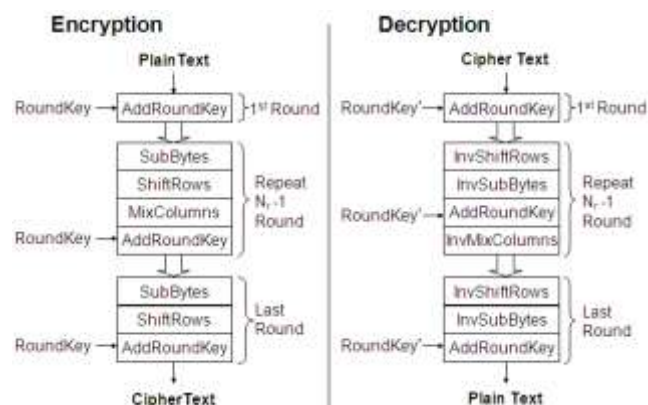 Encryption
PlainText
RoundKey
AddRoundKey
1st Round
SubBytes
ShiftRows
MixColumns
RoundKey
AddRoundKey
Repeat
Nr -1
Round
SubBytes
ShiftRows
RoundKey
AddRoundKey
Last
Round
CipherText
Decryption
Cipher Text
RoundKey'
AddRoundKey
1st Round
InvShiftRows
InvSubBytes
RoundKey'
AddRoundKey
InvMixColumns
Repeat
Nr -1
Round
InvShiftRows
InvSubBytes
RoundKey'
AddRoundKey
Last
Round
Plain Text